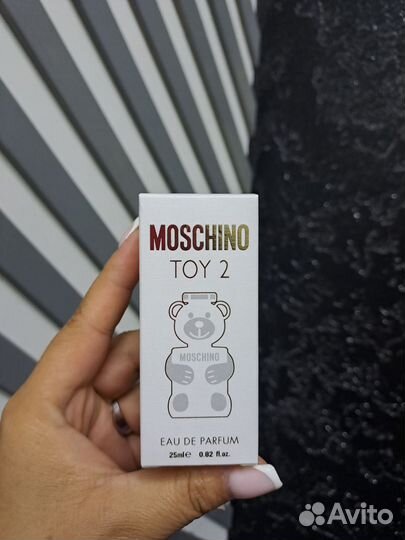 MOSCHINO
TOY 2
MOSCHINO
EAU DE PARFUM
25ml℮ 0.82 fl.oz.
Avito